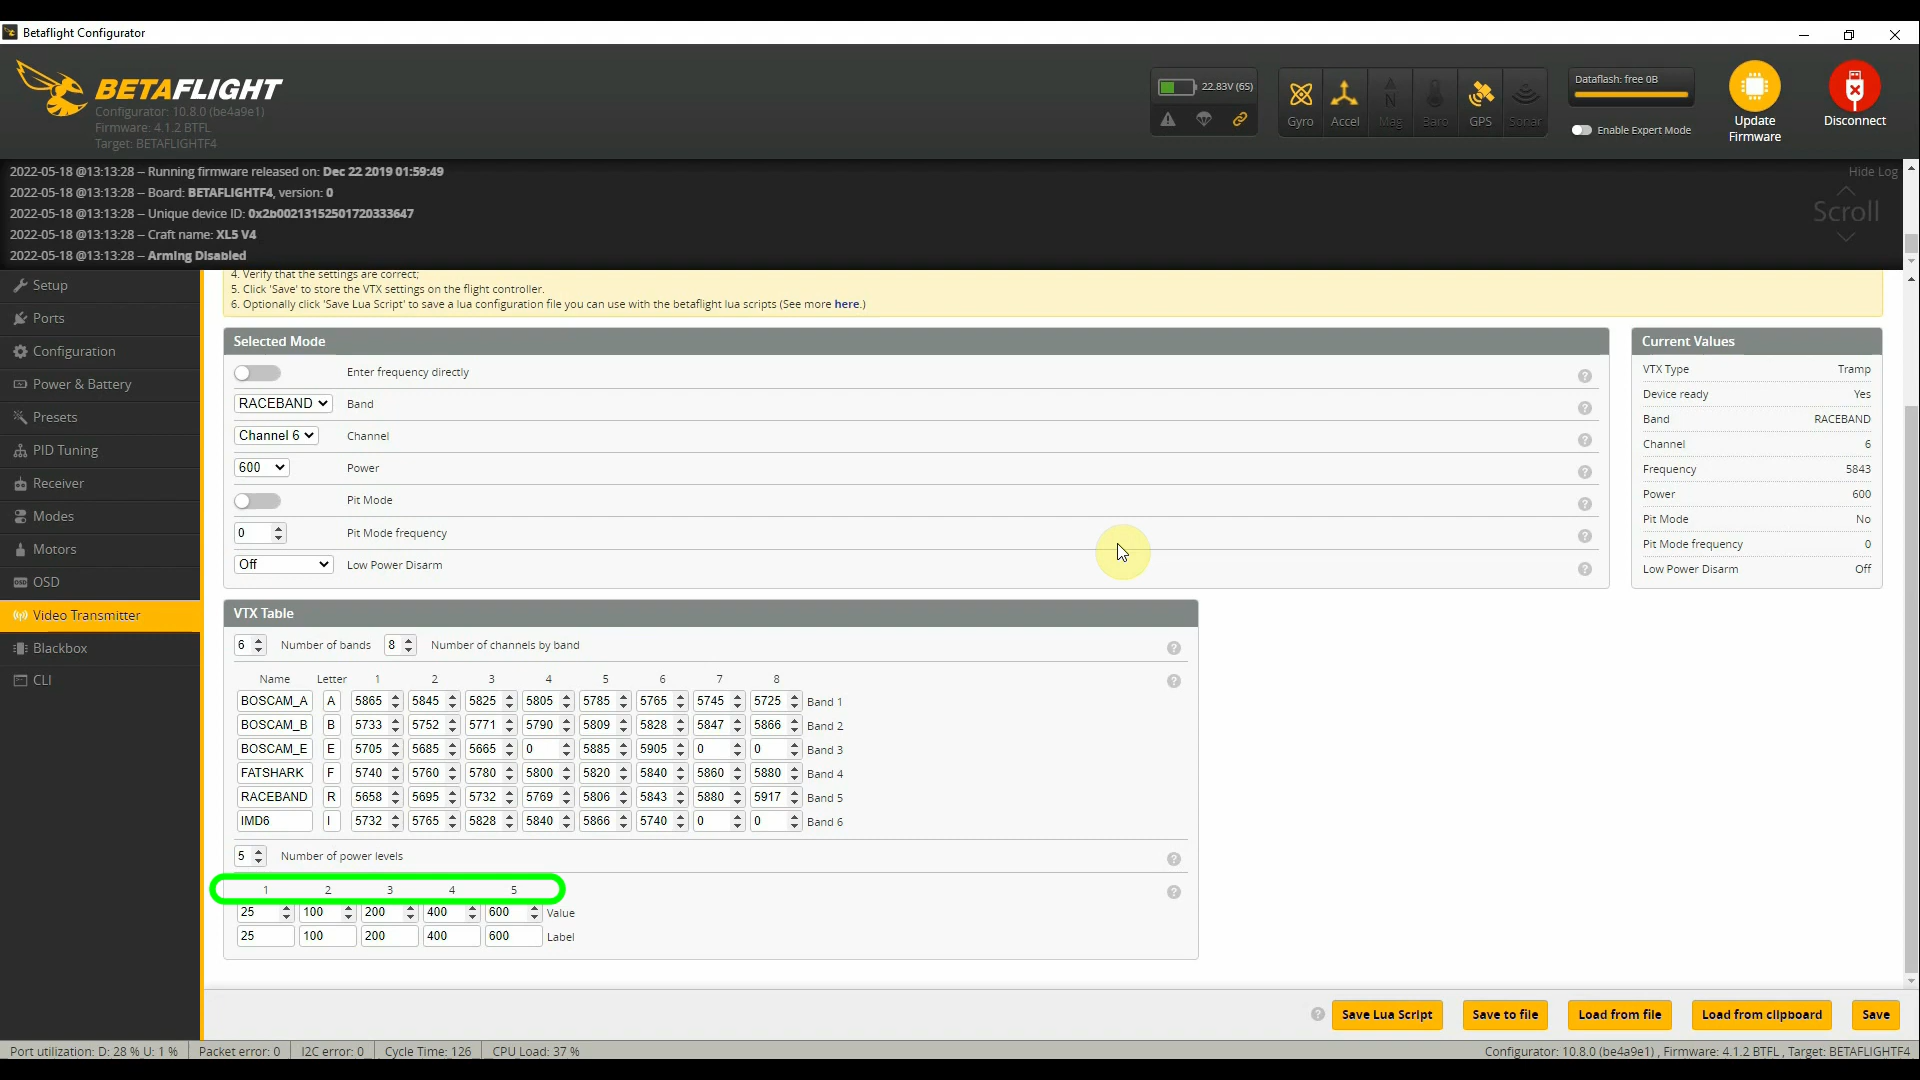 Betaflight Configurator
BETAFLIGHT
Configurator: 10.8.0 (be4a9e1)
Firmware: 4.1.2 BTFL
Target: BETAFLIGHTF4
22.83V (6S)
Gyro Accel Mag Baro GPS Sonar
Dataflash: free 0B
Enable Expert Mode
Update Firmware
Disconnect
2022-05-18 @13:13:28 -- Running firmware released on: Dec 22 2019 01:59:49
2022-05-18 @13:13:28 -- Board: BETAFLIGHTF4, version: 0
2022-05-18 @13:13:28 -- Unique device ID: 0x2b00213152501720333647
2022-05-18 @13:13:28 -- Craft name: XL5 V4
2022-05-18 @13:13:28 -- Arming Disabled
Hide Log
Scroll
Setup
Ports
Configuration
Power & Battery
Presets
PID Tuning
Receiver
Modes
Motors
OSD
Video Transmitter
Blackbox
CLI
4. Verify that the settings are correct;
5. Click 'Save' to store the VTX settings on the flight controller.
6. Optionally click 'Save Lua Script' to save a lua configuration file you can use with the betaflight lua scripts (See more here.)
Selected Mode
Enter frequency directly
RACEBAND Band
Channel 6 Channel
600 Power
Pit Mode
0 Pit Mode frequency
Off Low Power Disarm
Current Values
VTX Type Tramp
Device ready Yes
Band RACEBAND
Channel 6
Frequency 5843
Power 600
Pit Mode No
Pit Mode frequency 0
Low Power Disarm Off
VTX Table
6 Number of bands 8 Number of channels by band
Name Letter 1 2 3 4 5 6 7 8
BOSCAM_A A 5865 5845 5825 5805 5785 5765 5745 5725 Band 1
BOSCAM_B B 5733 5752 5771 5790 5809 5828 5847 5866 Band 2
BOSCAM_E E 5705 5685 5665 0 5885 5905 0 0 Band 3
FATSHARK F 5740 5760 5780 5800 5820 5840 5860 5880 Band 4
RACEBAND R 5658 5695 5732 5769 5806 5843 5880 5917 Band 5
IMD6 I 5732 5765 5828 5840 5866 5740 0 0 Band 6
5 Number of power levels
1 2 3 4 5
25 100 200 400 600 Value
25 100 200 400 600 Label
Save Lua Script Save to file Load from file Load from clipboard Save
Port utilization: D: 28 % U: 1 % Packet error: 0 I2C error: 0 Cycle Time: 126 CPU Load: 37 % Configurator: 10.8.0 (be4a9e1) , Firmware: 4.1.2 BTFL , Target: BETAFLIGHTF4